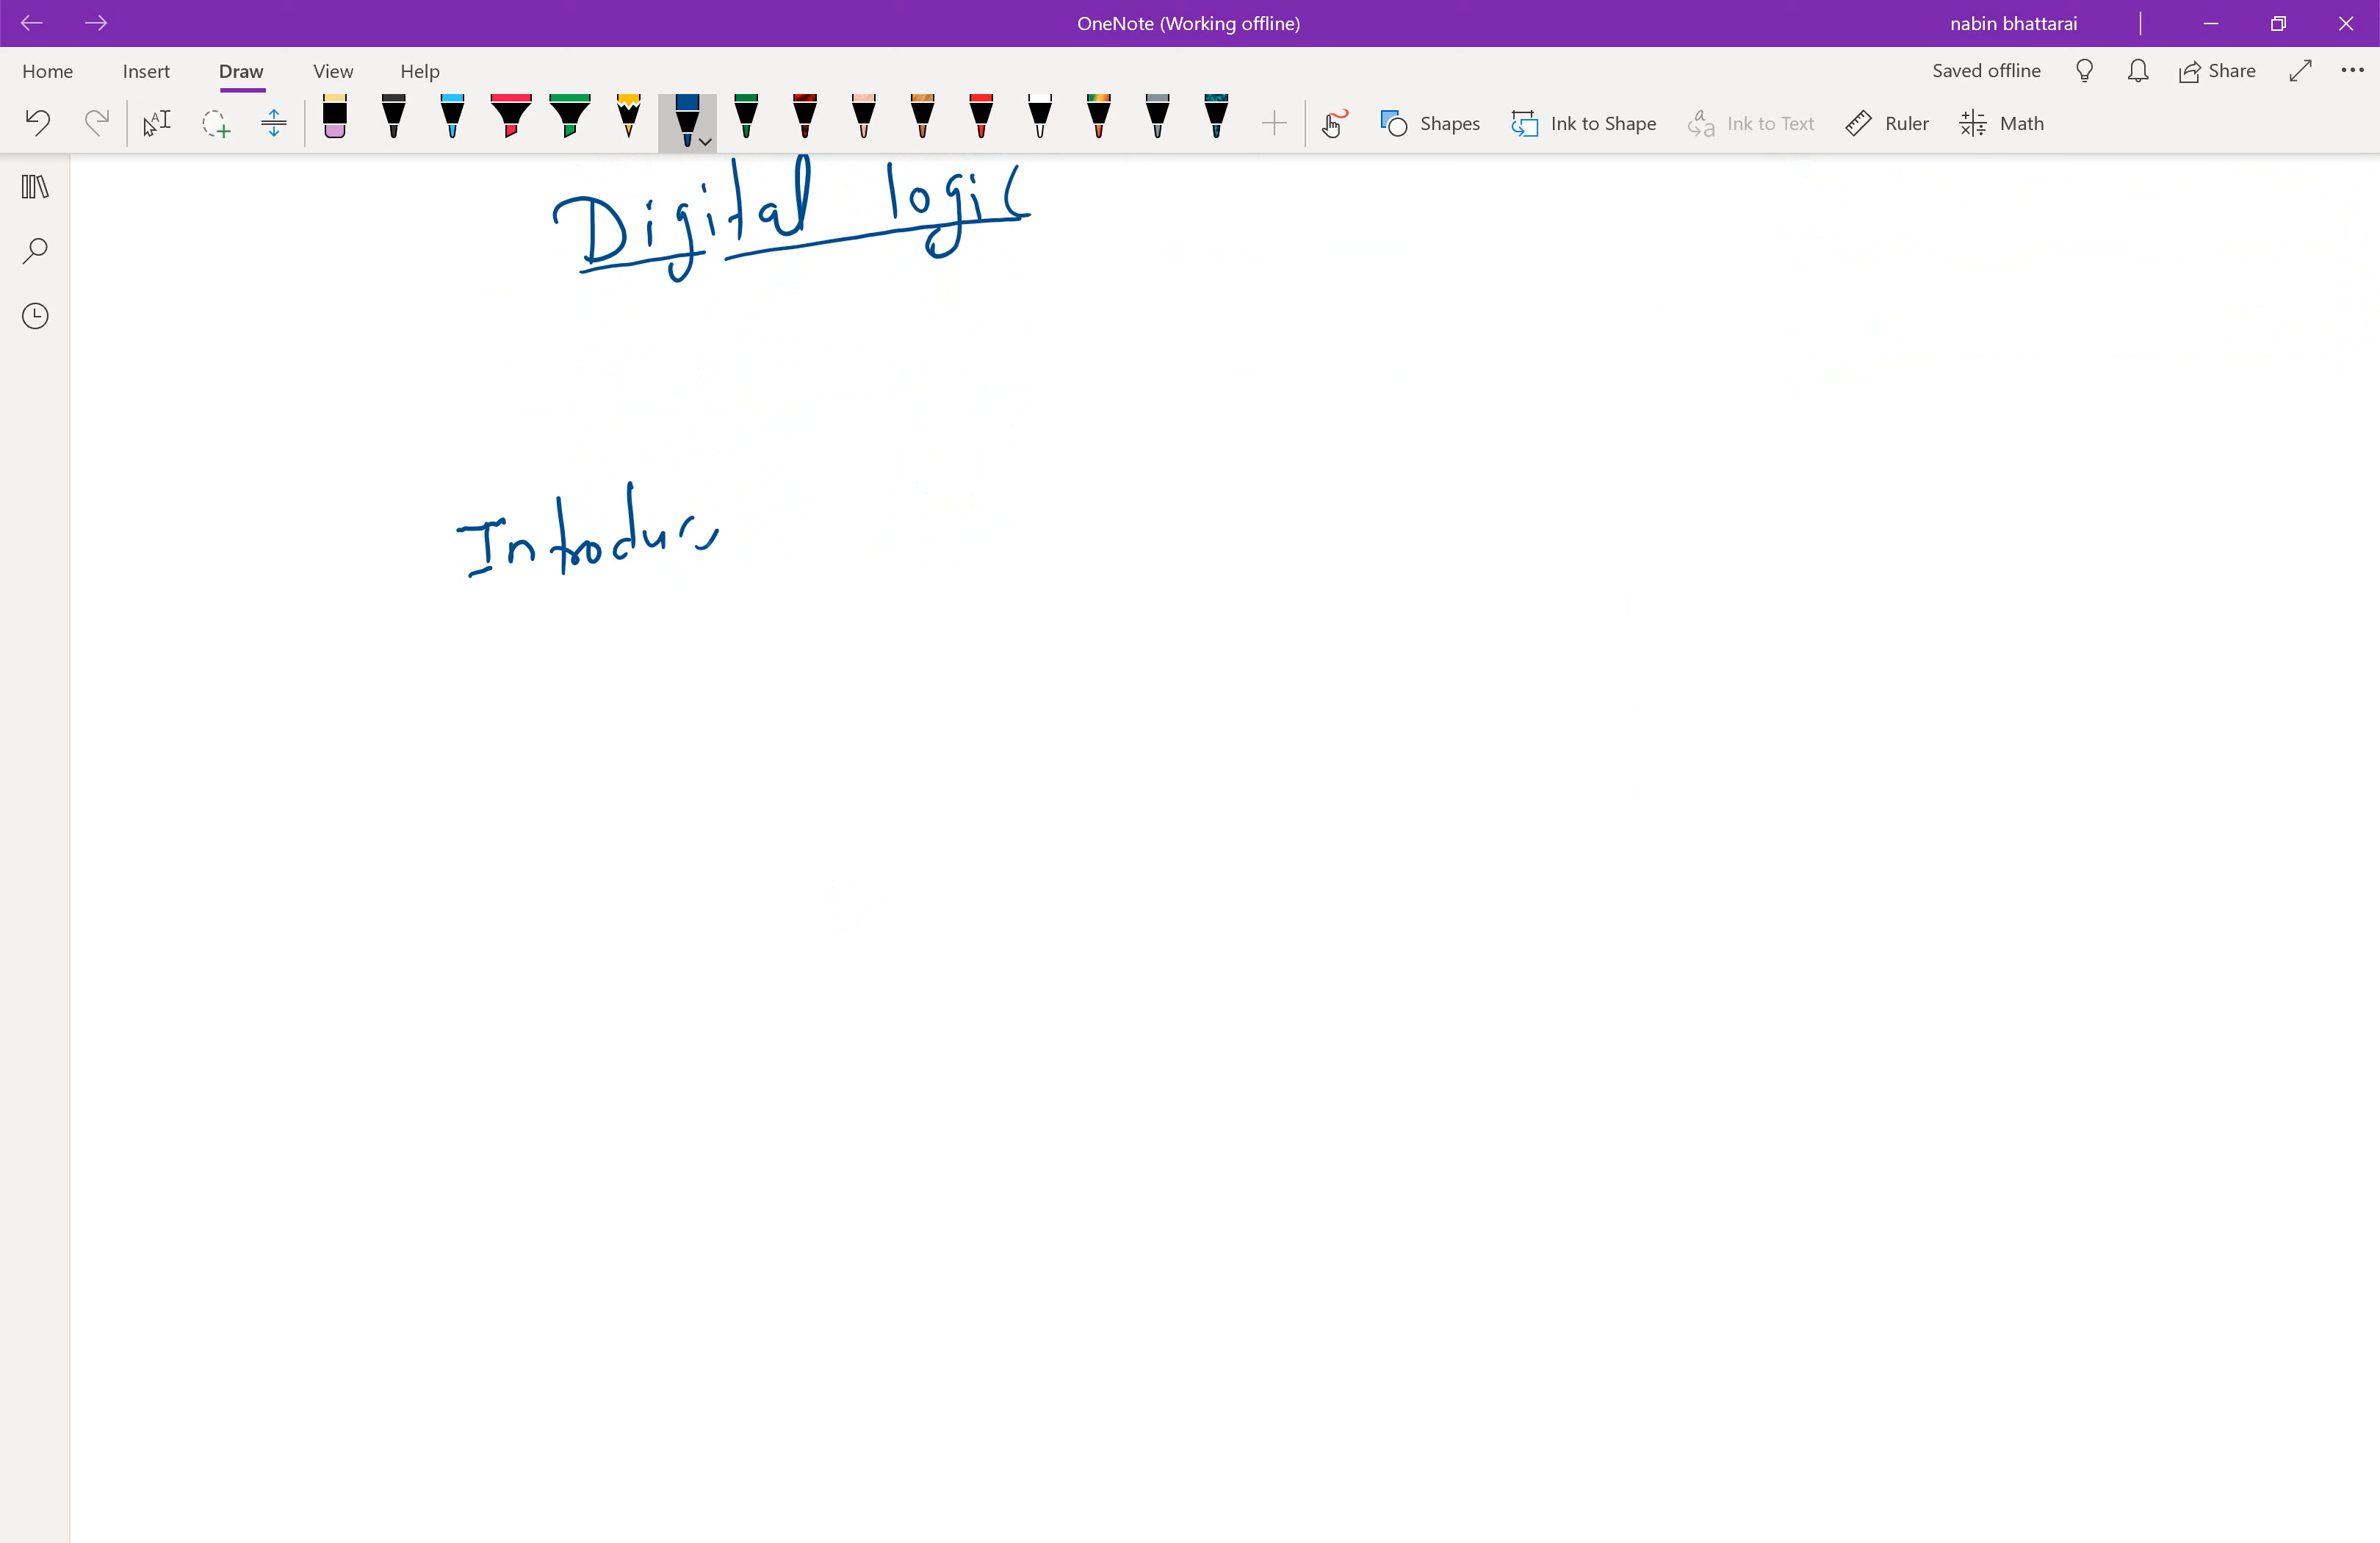 OneNote (Working offline)
nabin bhattarai
Home Insert Draw View Help
Saved offline Share
Shapes Ink to Shape Ink to Text Ruler Math
Digital logic